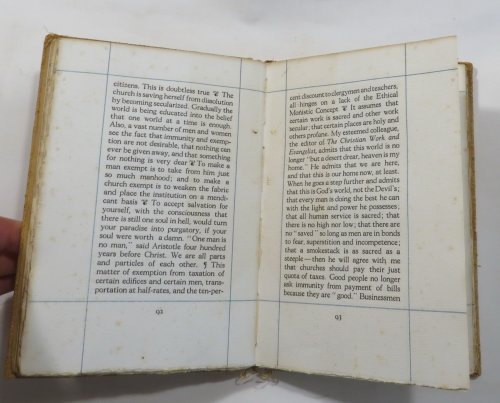 citizens. This is doubtless true ❦ The
church is saving herself from dissolution
by becoming secularized. Gradually the
world is being educated into the belief
that one world at a time is enough.
Also, a vast number of men and women
see the fact that immunity and exemp-
tion are not desirable, that nothing can
ever be given away, and that something
for nothing is very dear ❦ To make a
man exempt is to take from him just
so much manhood; and to make a
church exempt is to weaken the fabric
and place the institution on a mendi-
cant basis ❦ To accept salvation for
yourself, with the consciousness that
there is still one soul in hell, would turn
your paradise into purgatory, if your
soul were worth a damn. "One man is
no man," said Aristotle four hundred
years before Christ. We are all parts
and particles of each other. ¶ This
matter of exemption from taxation of
certain edifices and certain men, trans-
portation at half-rates, and the ten-per-
92
cent discount to clergymen and teachers,
all hinges on a lack of the Ethical
Monistic Concept ❦ It assumes that
certain work is sacred and other work
secular; that certain places are holy and
others profane. My esteemed colleague,
the editor of The Christian Work and
Evangelist, admits that this world is no
longer "but a desert drear, heaven is my
home." He admits that we are here,
and that this is our home now, at least.
When he goes a step further and admits
that this is God's world, not the Devil's;
that every man is doing the best he can
with the light and power he possesses;
that all human service is sacred; that
there is no high nor low; that there are
no "saved" so long as men are in bonds
to fear, superstition and incompetence;
that a smokestack is as sacred as a
steeple—then he will agree with me
that churches should pay their just
quota of taxes. Good people no longer
ask immunity from payment of bills
because they are "good." Businessmen
93